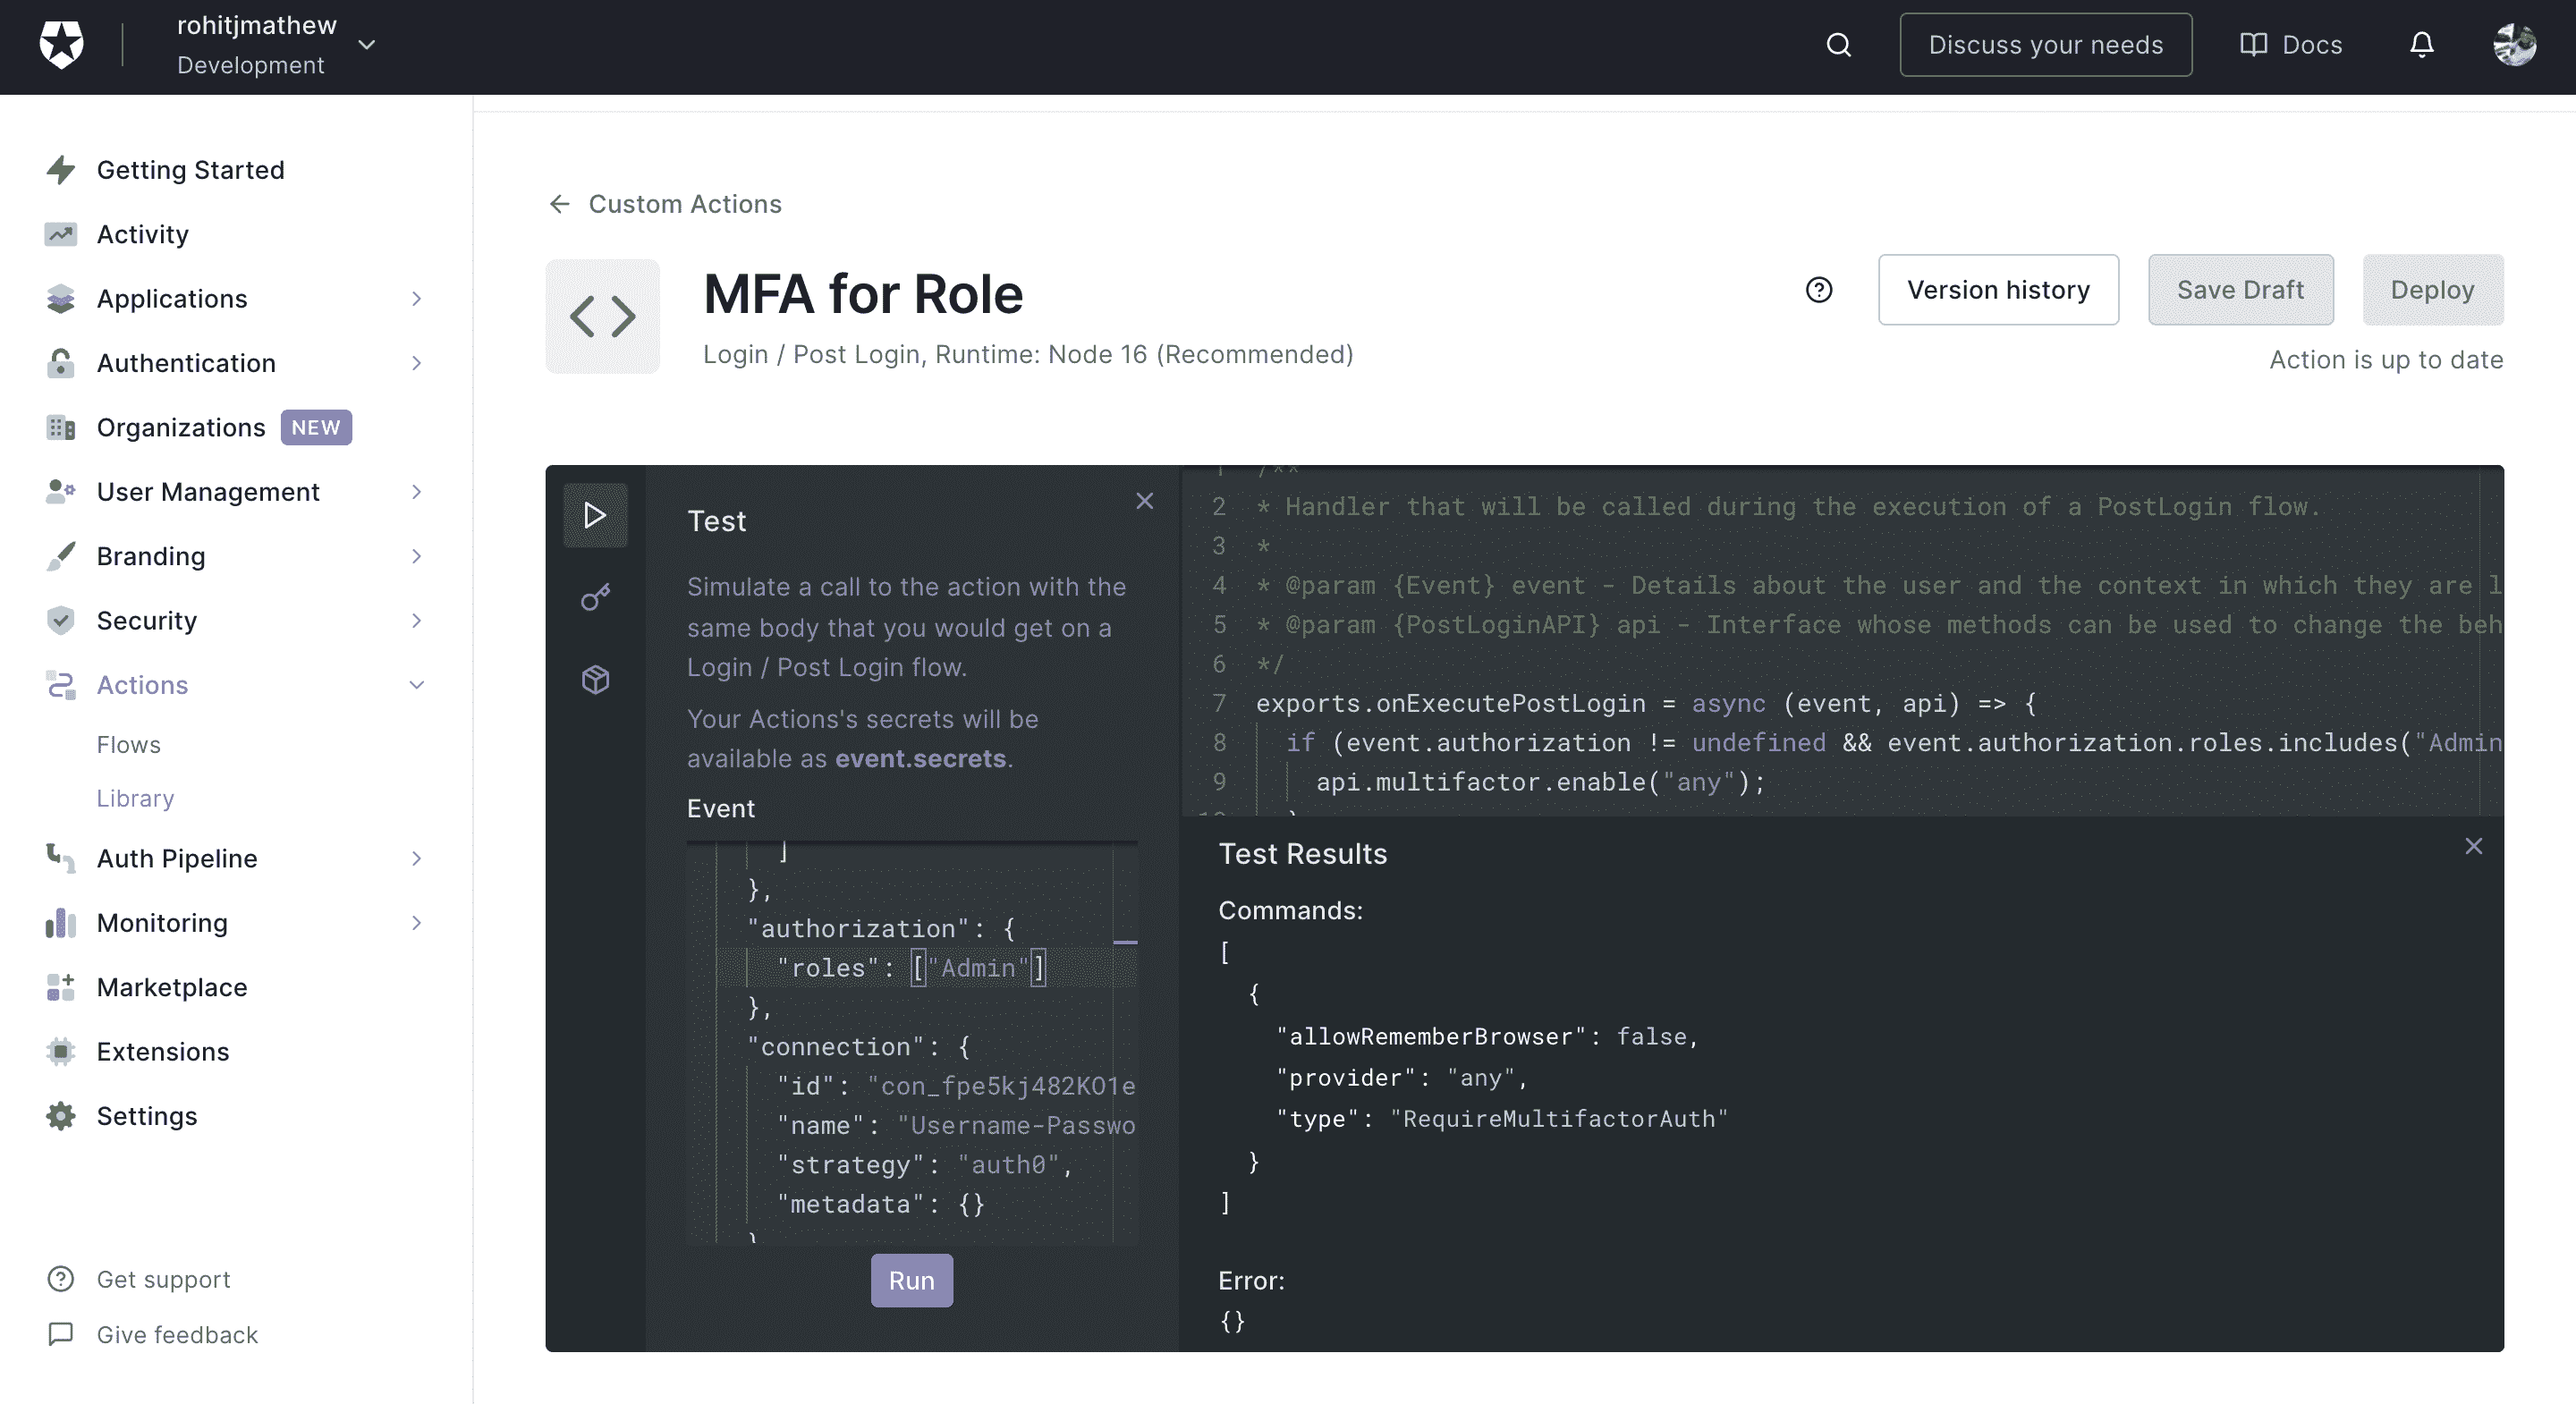 rohitjmathew
Development
Discuss your needs
Docs
Getting Started
Activity
Applications
Authentication
Organizations NEW
User Management
Branding
Security
Actions
Flows
Library
Auth Pipeline
Monitoring
Marketplace
Extensions
Settings
Get support
Give feedback
Custom Actions
MFA for Role
Login / Post Login, Runtime: Node 16 (Recommended)
Version history
Save Draft
Deploy
Action is up to date
Test
Simulate a call to the action with the
same body that you would get on a
Login / Post Login flow.
Your Actions's secrets will be
available as event.secrets.
Event
]
},
"authorization": {
"roles": ["Admin"]
},
"connection": {
"id": "con_fpe5kj482KO1e
"name": "Username-Passwo
"strategy": "auth0",
"metadata": {}
}
Run
1 /**
2 * Handler that will be called during the execution of a PostLogin flow.
3 *
4 * @param {Event} event - Details about the user and the context in which they are l
5 * @param {PostLoginAPI} api - Interface whose methods can be used to change the beh
6 */
7 exports.onExecutePostLogin = async (event, api) => {
8 if (event.authorization != undefined && event.authorization.roles.includes("Admin
9 api.multifactor.enable("any");
10 }
Test Results
Commands:
[
{
"allowRememberBrowser": false,
"provider": "any",
"type": "RequireMultifactorAuth"
}
]
Error:
{}